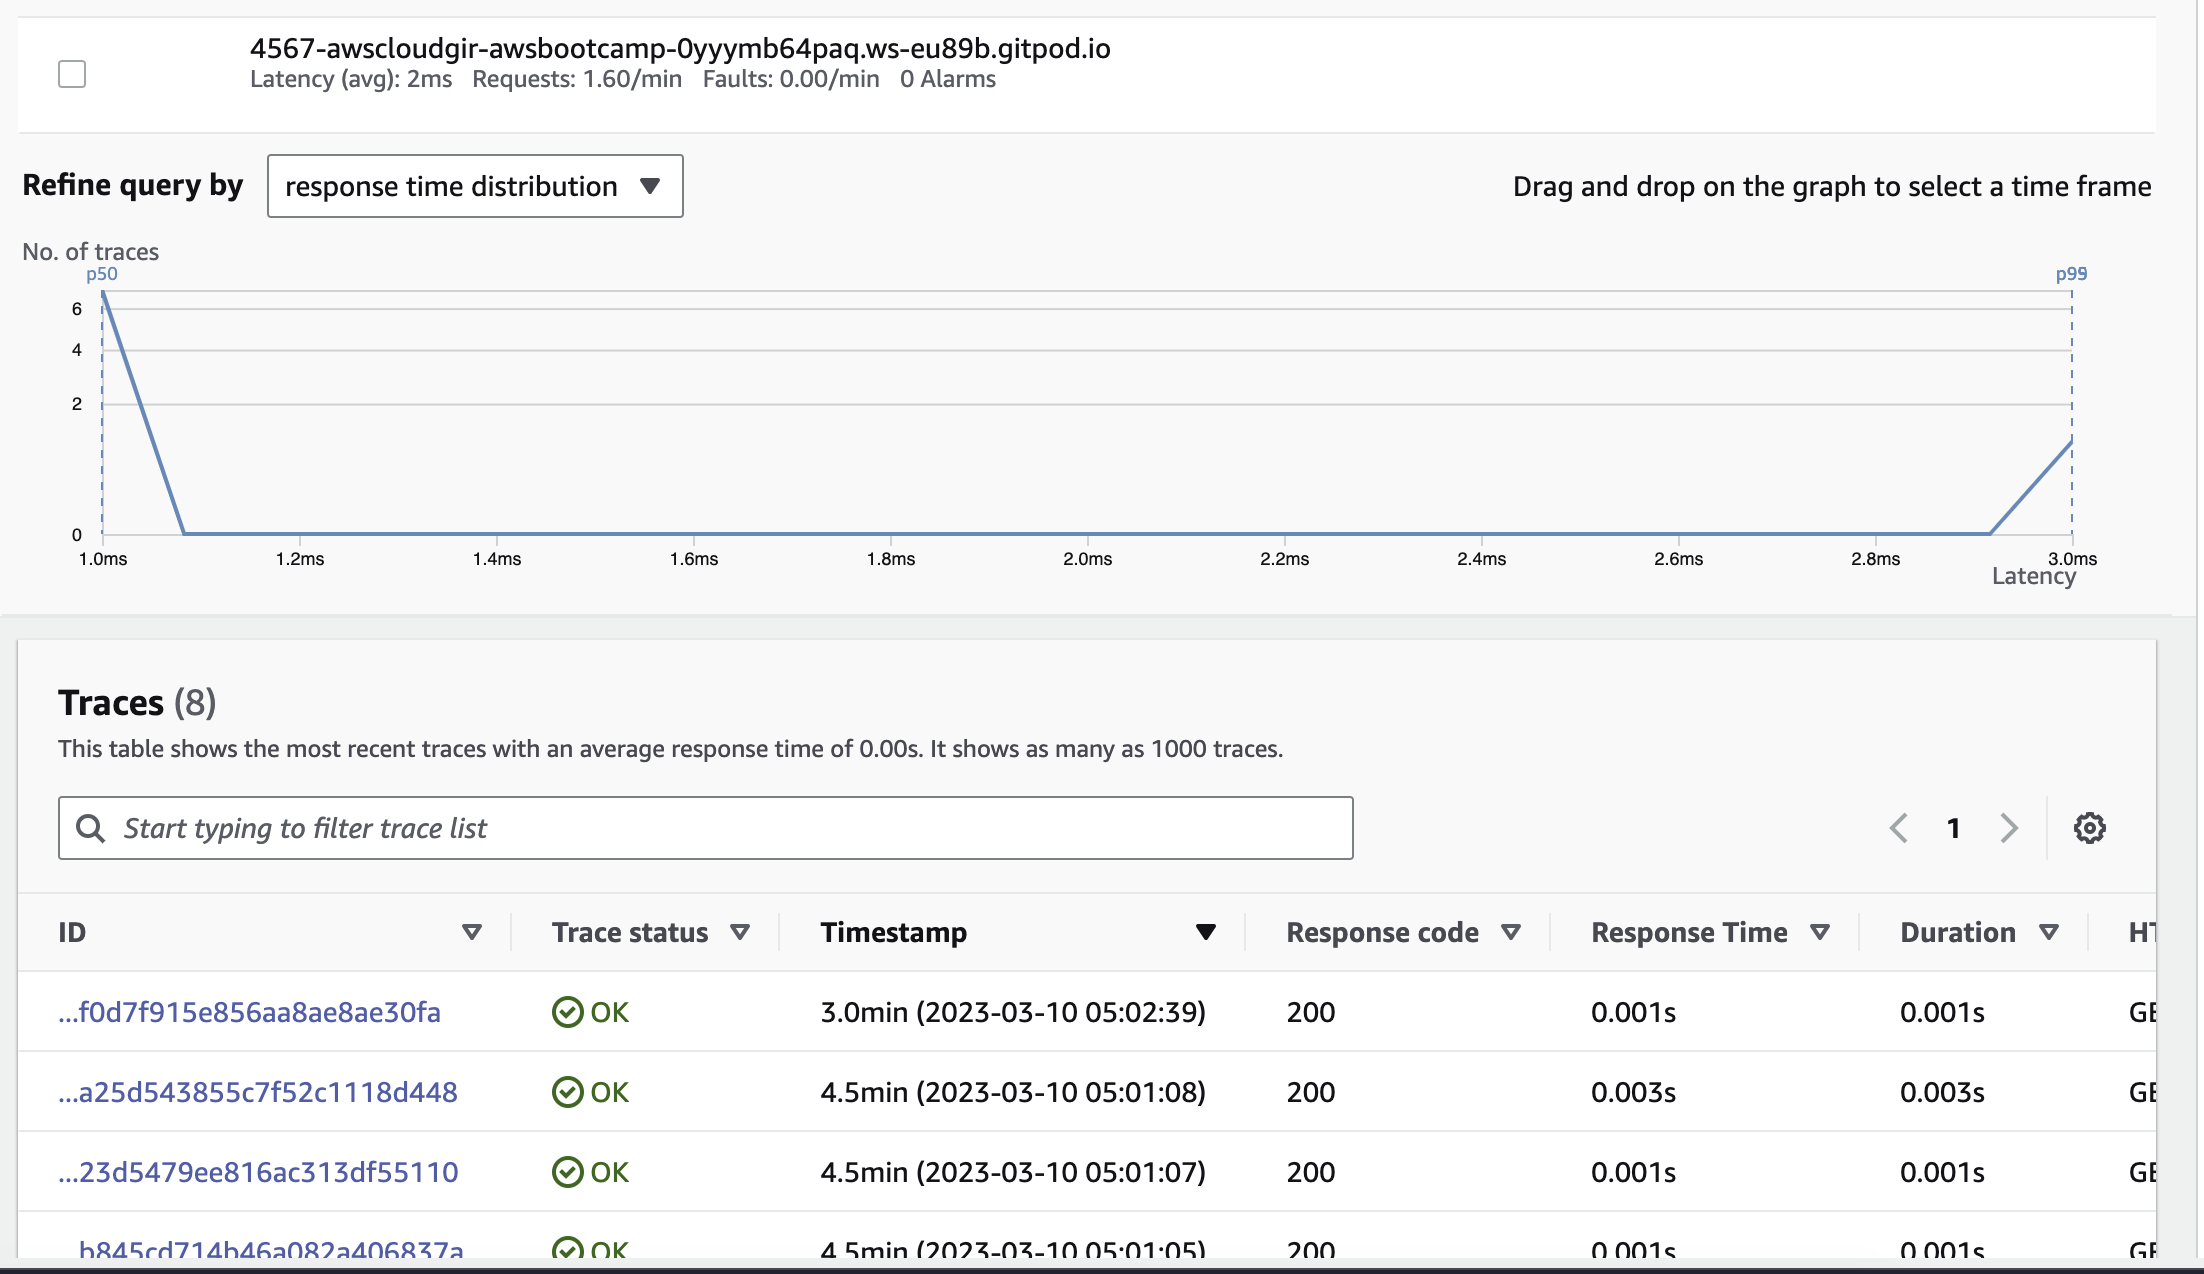 4567-awscloudgir-awsbootcamp-0yyymb64paq.ws-eu89b.gitpod.io
Latency (avg): 2ms Requests: 1.60/min Faults: 0.00/min 0 Alarms
Refine query by response time distribution Drag and drop on the graph to select a time frame
No. of traces
p50 p99
6
4
2
0
1.0ms 1.2ms 1.4ms 1.6ms 1.8ms 2.0ms 2.2ms 2.4ms 2.6ms 2.8ms 3.0ms
Latency
Traces (8)
This table shows the most recent traces with an average response time of 0.00s. It shows as many as 1000 traces.
Start typing to filter trace list 1
ID Trace status Timestamp Response code Response Time Duration HT
...f0d7f915e856aa8ae8ae30fa OK 3.0min (2023-03-10 05:02:39) 200 0.001s 0.001s GE
...a25d543855c7f52c1118d448 OK 4.5min (2023-03-10 05:01:08) 200 0.003s 0.003s GE
...23d5479ee816ac313df55110 OK 4.5min (2023-03-10 05:01:07) 200 0.001s 0.001s GE
...b845cd714b46a082a406837a OK 4.5min (2023-03-10 05:01:05) 200 0.001s 0.001s GE